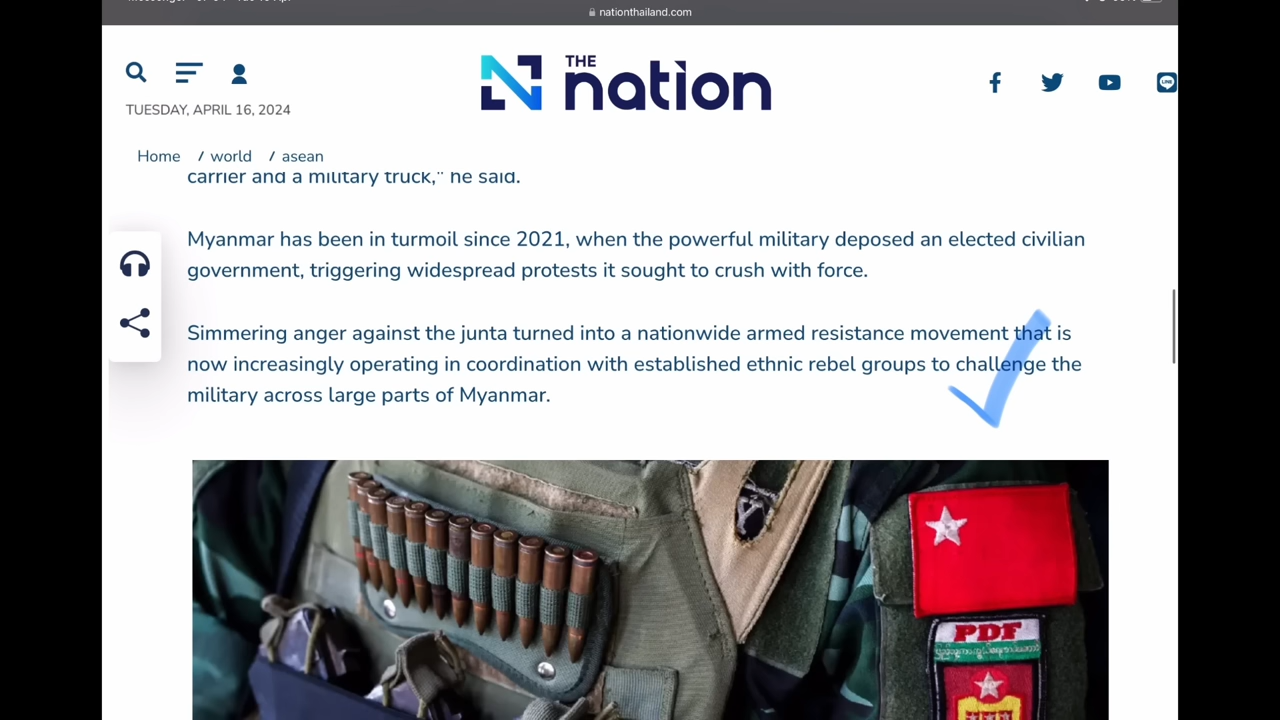 nationthailand.com
THE
nation
TUESDAY, APRIL 16, 2024
LINE
Home / world / asean
carrier and a military truck,” he said.
Myanmar has been in turmoil since 2021, when the powerful military deposed an elected civilian
government, triggering widespread protests it sought to crush with force.
Simmering anger against the junta turned into a nationwide armed resistance movement that is
now increasingly operating in coordination with established ethnic rebel groups to challenge the
military across large parts of Myanmar.
PDF